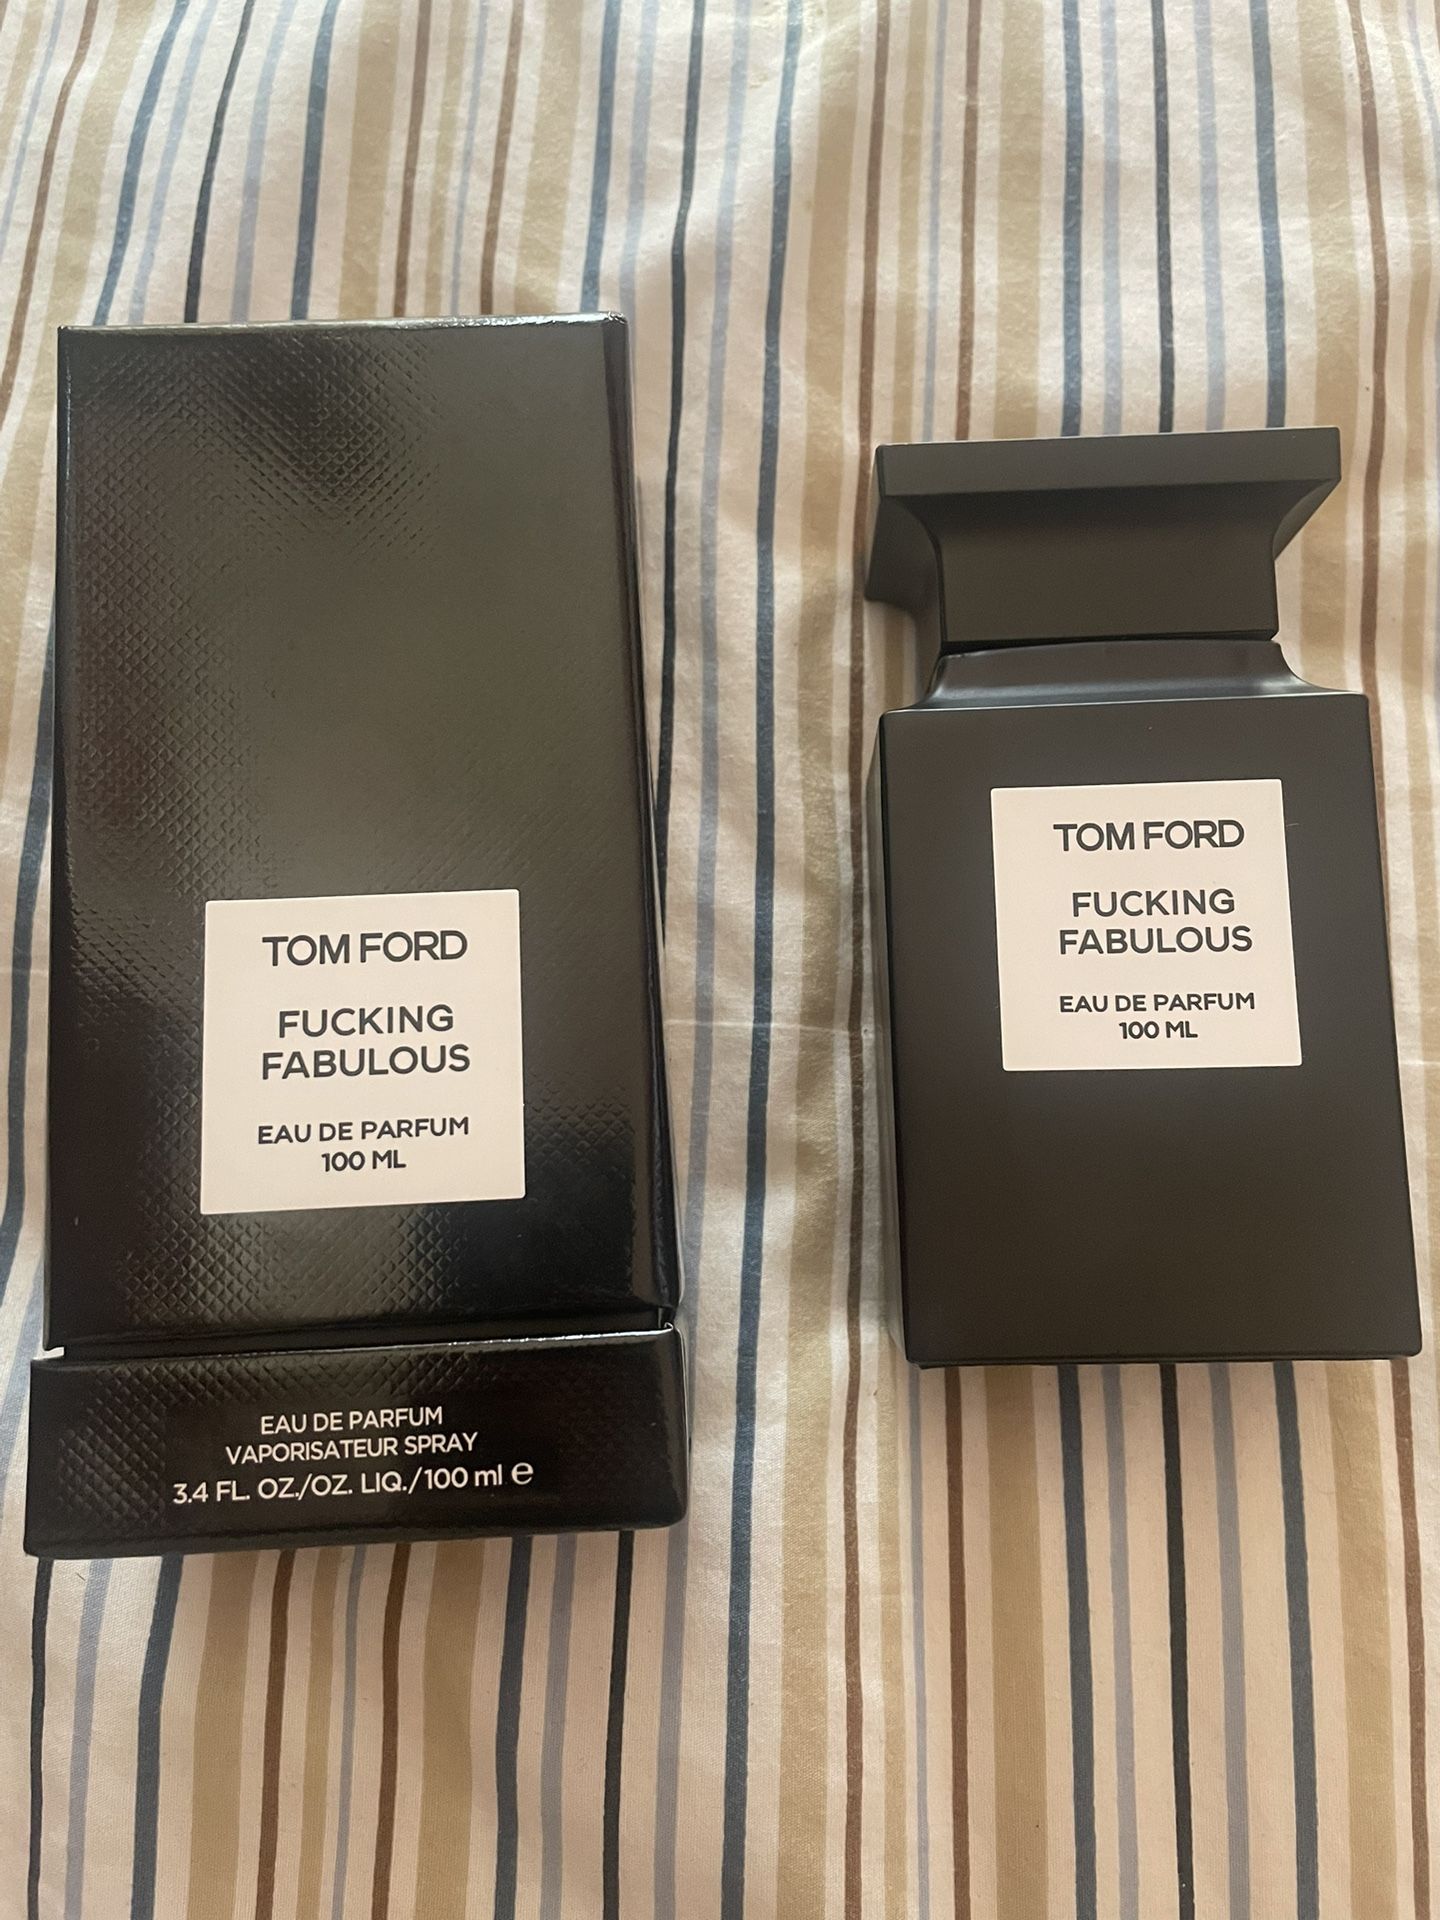 TOM FORD
FUCKING
FABULOUS
EAU DE PARFUM
100 ML
EAU DE PARFUM
VAPORISATEUR SPRAY
3.4 FL. OZ./OZ. LIQ./100 ml ℮
TOM FORD
FUCKING
FABULOUS
EAU DE PARFUM
100 ML